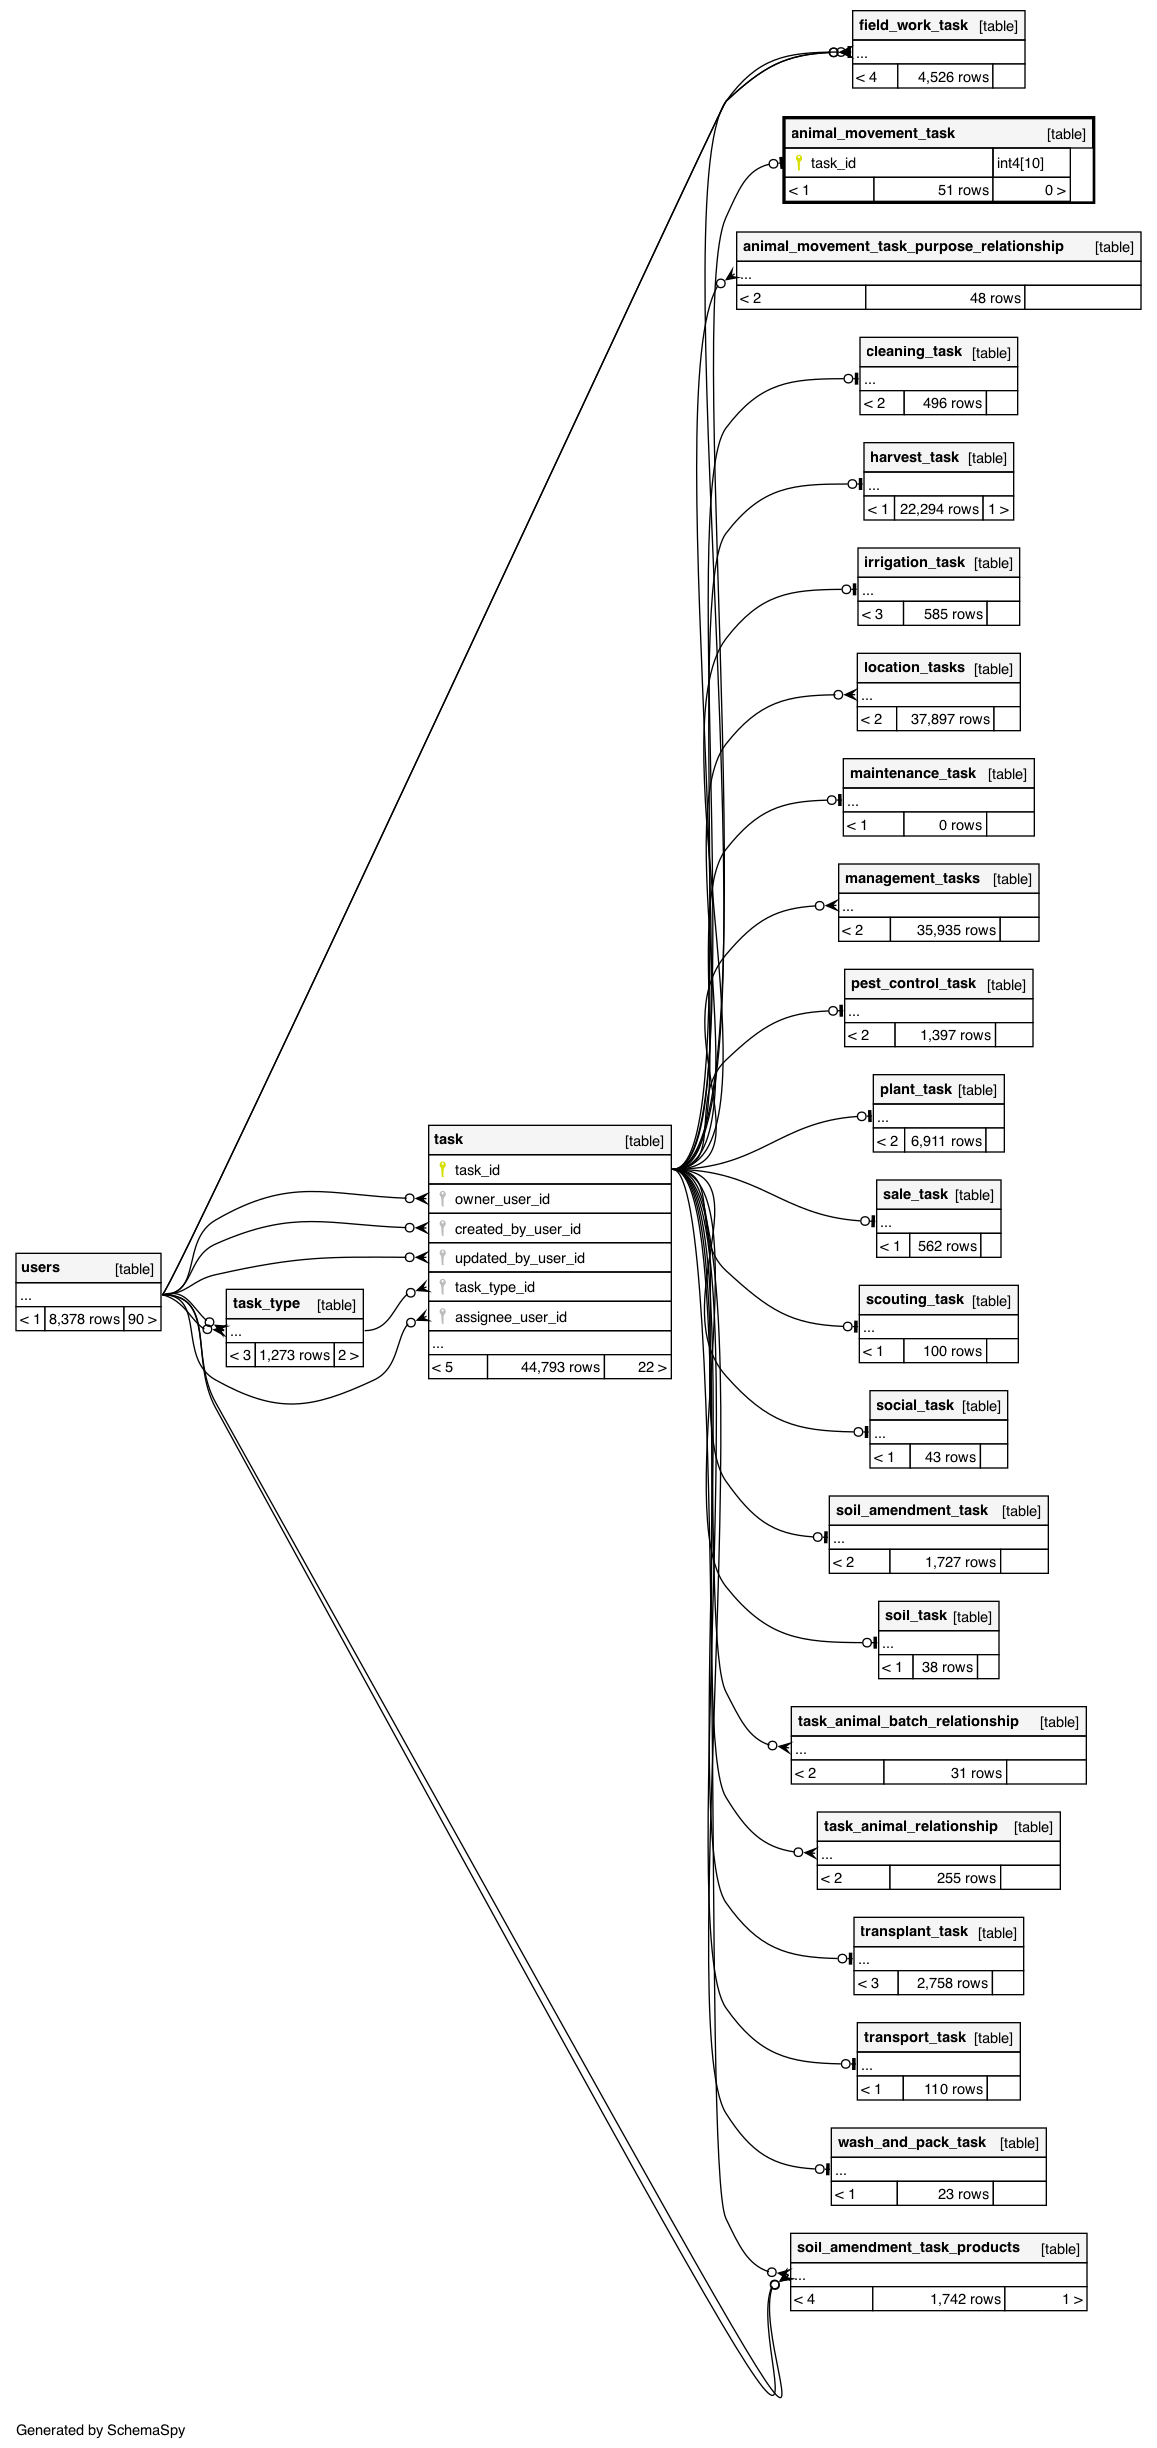 field_work_task [table]
...
< 4 4,526 rows
animal_movement_task [table]
task_id int4[10]
< 1 51 rows 0 >
animal_movement_task_purpose_relationship [table]
...
< 2 48 rows
cleaning_task [table]
...
< 2 496 rows
harvest_task [table]
...
< 1 22,294 rows 1 >
irrigation_task [table]
...
< 3 585 rows
location_tasks [table]
...
< 2 37,897 rows
maintenance_task [table]
...
< 1 0 rows
management_tasks [table]
...
< 2 35,935 rows
pest_control_task [table]
...
< 2 1,397 rows
plant_task [table]
...
< 2 6,911 rows
sale_task [table]
...
< 1 562 rows
scouting_task [table]
...
< 1 100 rows
social_task [table]
...
< 1 43 rows
soil_amendment_task [table]
...
< 2 1,727 rows
soil_task [table]
...
< 1 38 rows
task_animal_batch_relationship [table]
...
< 2 31 rows
task_animal_relationship [table]
...
< 2 255 rows
transplant_task [table]
...
< 3 2,758 rows
transport_task [table]
...
< 1 110 rows
wash_and_pack_task [table]
...
< 1 23 rows
soil_amendment_task_products [table]
...
< 4 1,742 rows 1 >
task [table]
task_id
owner_user_id
created_by_user_id
updated_by_user_id
task_type_id
assignee_user_id
...
< 5 44,793 rows 22 >
users [table]
...
< 1 8,378 rows 90 >
task_type [table]
...
< 3 1,273 rows 2 >
Generated by SchemaSpy